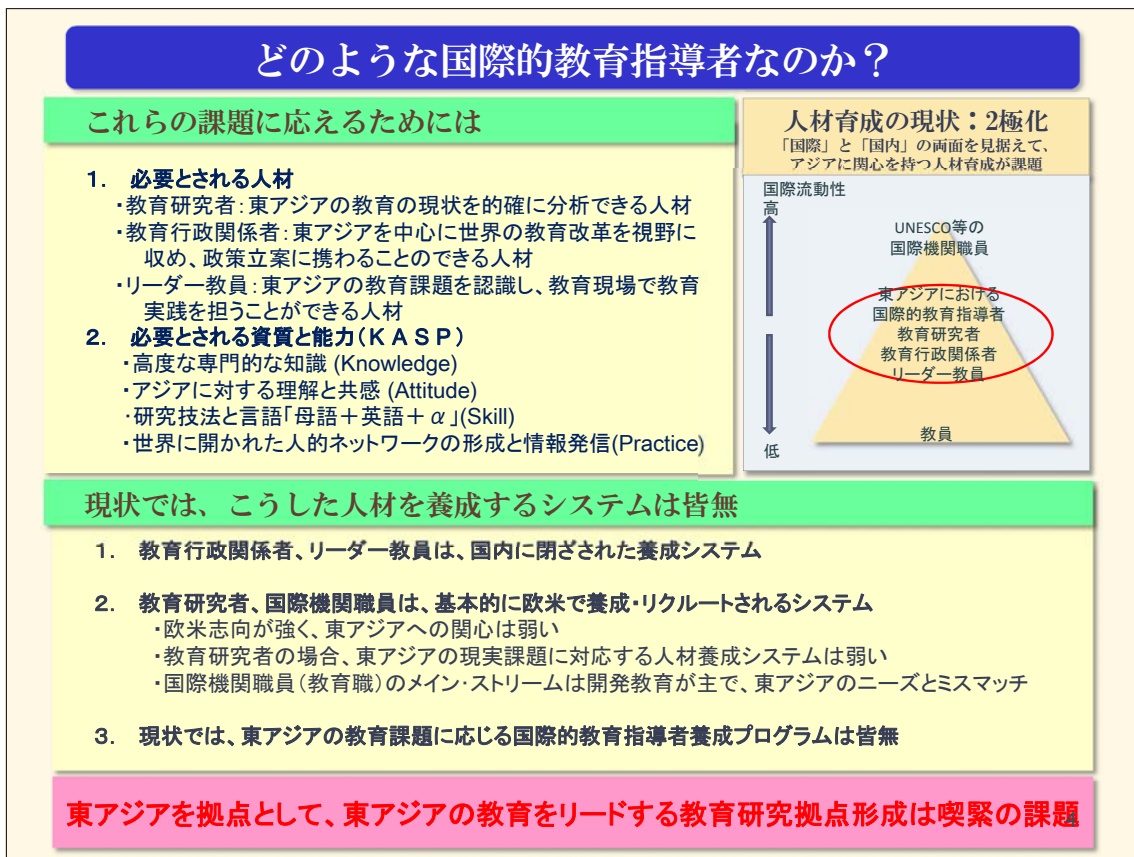 どのような国際的教育指導者なのか？
これらの課題に応えるためには
1. 必要とされる人材
・教育研究者：東アジアの教育の現状を的確に分析できる人材
・教育行政関係者：東アジアを中心に世界の教育改革を視野に
収め、政策立案に携わることのできる人材
・リーダー教員：東アジアの教育課題を認識し、教育現場で教育
実践を担うことができる人材
2. 必要とされる資質と能力（ＫＡＳＰ）
・高度な専門的な知識 (Knowledge)
・アジアに対する理解と共感 (Attitude)
・研究技法と言語「母語＋英語＋α」(Skill)
・世界に開かれた人的ネットワークの形成と情報発信(Practice)
人材育成の現状：2極化
「国際」と「国内」の両面を見据えて、
アジアに関心を持つ人材育成が課題
国際流動性
高
UNESCO等の
国際機関職員
東アジアにおける
国際的教育指導者
教育研究者
教育行政関係者
リーダー教員
教員
低
現状では、こうした人材を養成するシステムは皆無
1. 教育行政関係者、リーダー教員は、国内に閉ざされた養成システム
2. 教育研究者、国際機関職員は、基本的に欧米で養成・リクルートされるシステム
・欧米志向が強く、東アジアへの関心は弱い
・教育研究者の場合、東アジアの現実課題に対応する人材養成システムは弱い
・国際機関職員（教育職）のメイン・ストリームは開発教育が主で、東アジアのニーズとミスマッチ
3. 現状では、東アジアの教育課題に応じる国際的教育指導者養成プログラムは皆無
東アジアを拠点として、東アジアの教育をリードする教育研究拠点形成は喫緊の課題
4